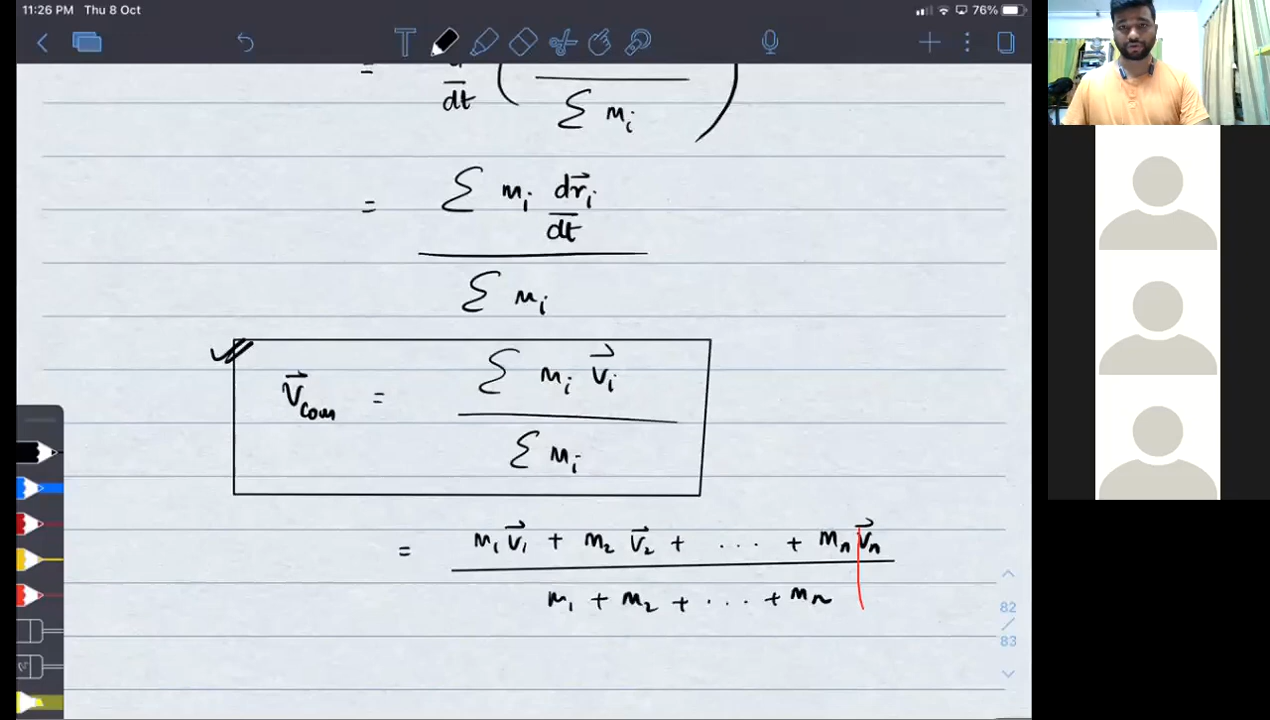 11:26 PM Thu 8 Oct
76%
= d/dt ( / Σ mᵢ )
= Σ mᵢ dr⃗ᵢ/dt / Σ mᵢ
V⃗com = Σ mᵢ v⃗ᵢ / Σ mᵢ
= m₁v⃗₁ + m₂ v⃗₂ + .... + mₙ v⃗ₙ / m₁ + m₂ + .... + mₙ
82
/
83